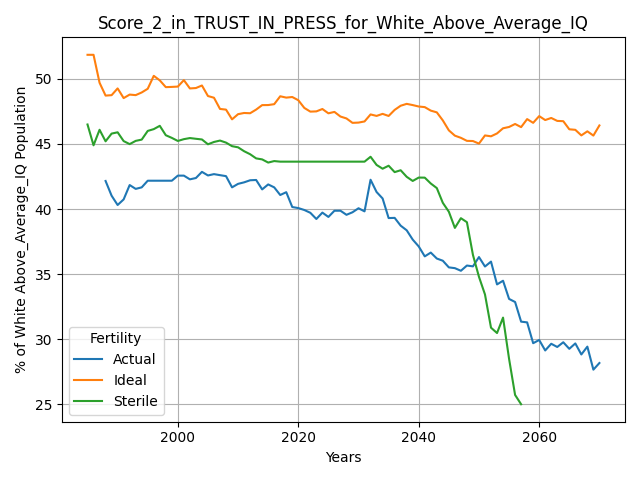 Score_2_in_TRUST_IN_PRESS_for_White_Above_Average_IQ
% of White Above_Average_IQ Population
50
45
40
35
30
25
Fertility
Actual
Ideal
Sterile
2000
2020
2040
2060
Years